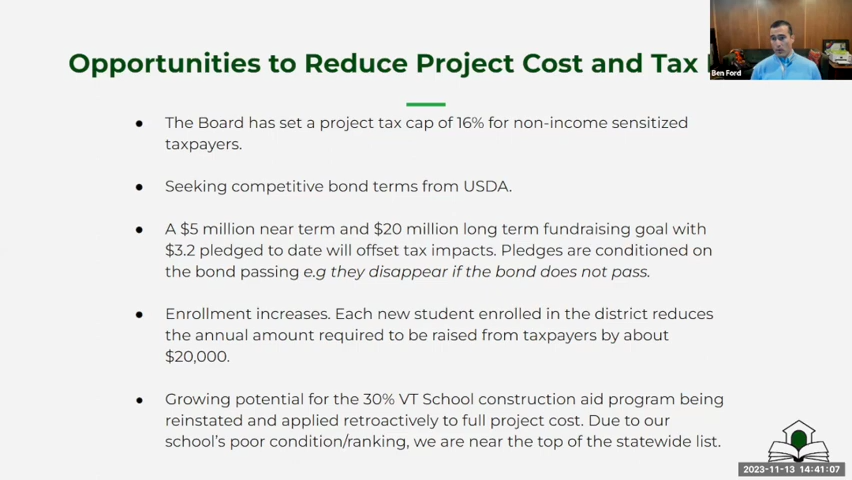 Opportunities to Reduce Project Cost and Tax
Ben Ford
The Board has set a project tax cap of 16% for non-income sensitized
taxpayers.
Seeking competitive bond terms from USDA.
A $5 million near term and $20 million long term fundraising goal with
$3.2 pledged to date will offset tax impacts. Pledges are conditioned on
the bond passing e.g they disappear if the bond does not pass.
Enrollment increases. Each new student enrolled in the district reduces
the annual amount required to be raised from taxpayers by about
$20,000.
Growing potential for the 30% VT School construction aid program being
reinstated and applied retroactively to full project cost. Due to our
school's poor condition/ranking, we are near the top of the statewide list.
2023-11-13 14:41:07